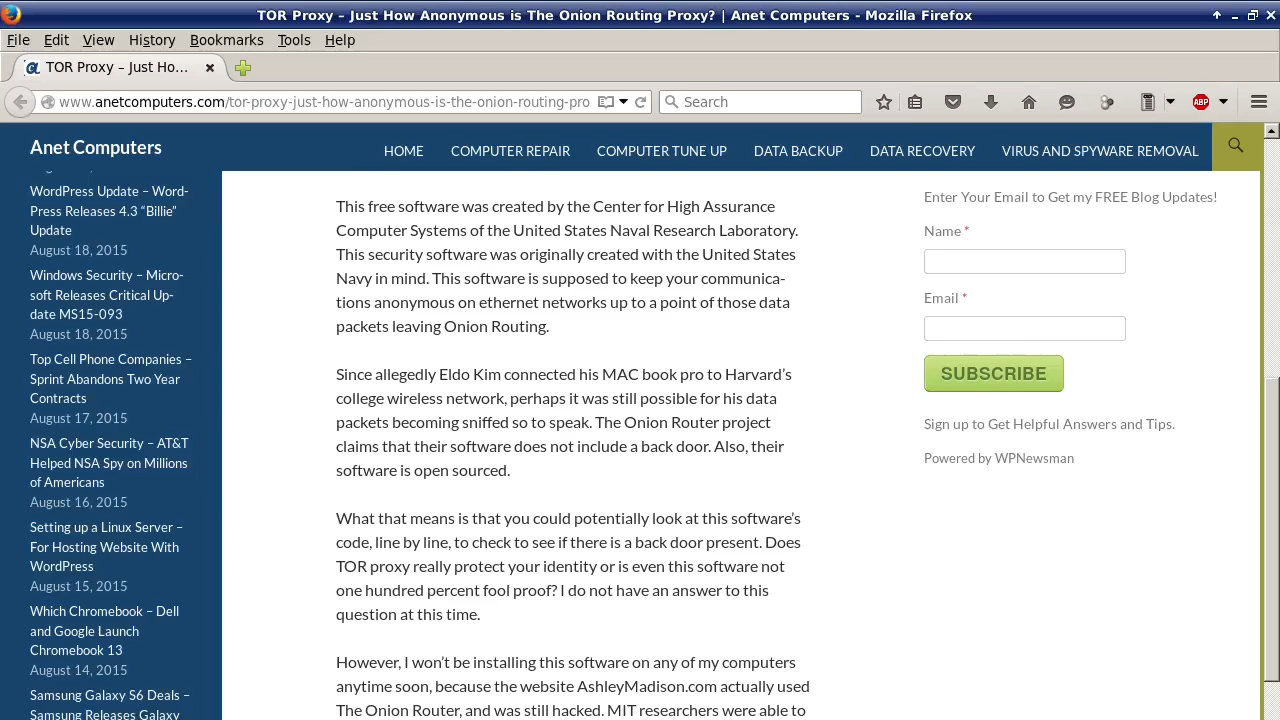 TOR Proxy – Just How Anonymous is The Onion Routing Proxy? | Anet Computers - Mozilla Firefox
File Edit View History Bookmarks Tools Help
TOR Proxy – Just Ho...
www.anetcomputers.com/tor-proxy-just-how-anonymous-is-the-onion-routing-pro
Search
ABP
Anet Computers
HOME COMPUTER REPAIR COMPUTER TUNE UP DATA BACKUP DATA RECOVERY VIRUS AND SPYWARE REMOVAL
WordPress Update – Word-
Press Releases 4.3 “Billie”
Update
August 18, 2015
Windows Security – Micro-
soft Releases Critical Up-
date MS15-093
August 18, 2015
Top Cell Phone Companies –
Sprint Abandons Two Year
Contracts
August 17, 2015
NSA Cyber Security – AT&T
Helped NSA Spy on Millions
of Americans
August 16, 2015
Setting up a Linux Server –
For Hosting Website With
WordPress
August 15, 2015
Which Chromebook – Dell
and Google Launch
Chromebook 13
August 14, 2015
Samsung Galaxy S6 Deals –
Samsung Releases Galaxy
This free software was created by the Center for High Assurance
Computer Systems of the United States Naval Research Laboratory.
This security software was originally created with the United States
Navy in mind. This software is supposed to keep your communica-
tions anonymous on ethernet networks up to a point of those data
packets leaving Onion Routing.
Since allegedly Eldo Kim connected his MAC book pro to Harvard’s
college wireless network, perhaps it was still possible for his data
packets becoming sniffed so to speak. The Onion Router project
claims that their software does not include a back door. Also, their
software is open sourced.
What that means is that you could potentially look at this software’s
code, line by line, to check to see if there is a back door present. Does
TOR proxy really protect your identity or is even this software not
one hundred percent fool proof? I do not have an answer to this
question at this time.
However, I won’t be installing this software on any of my computers
anytime soon, because the website AshleyMadison.com actually used
The Onion Router, and was still hacked. MIT researchers were able to
Enter Your Email to Get my FREE Blog Updates!
Name *
Email *
SUBSCRIBE
Sign up to Get Helpful Answers and Tips.
Powered by WPNewsman